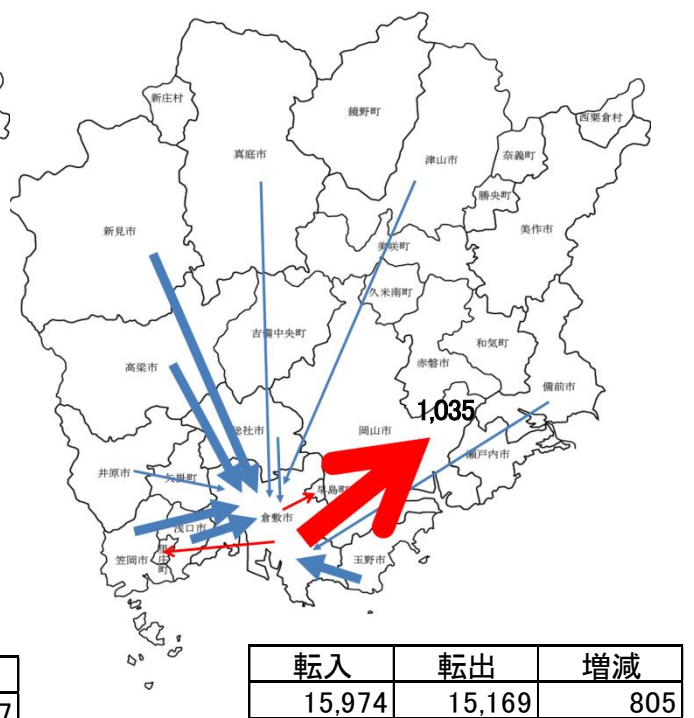 新庄村
鏡野町
西粟倉村
真庭市
津山市
奈義町
勝央町
新見市
美作市
美咲町
久米南町
吉備中央町
和気町
高梁市
赤磐市
備前市
1,035
総社市
岡山市
瀬戸内市
井原市
矢掛町
早島町
倉敷市
浅口市
里庄町
笠岡市
玉野市
転入 転出 増減
15,974 15,169 805
7